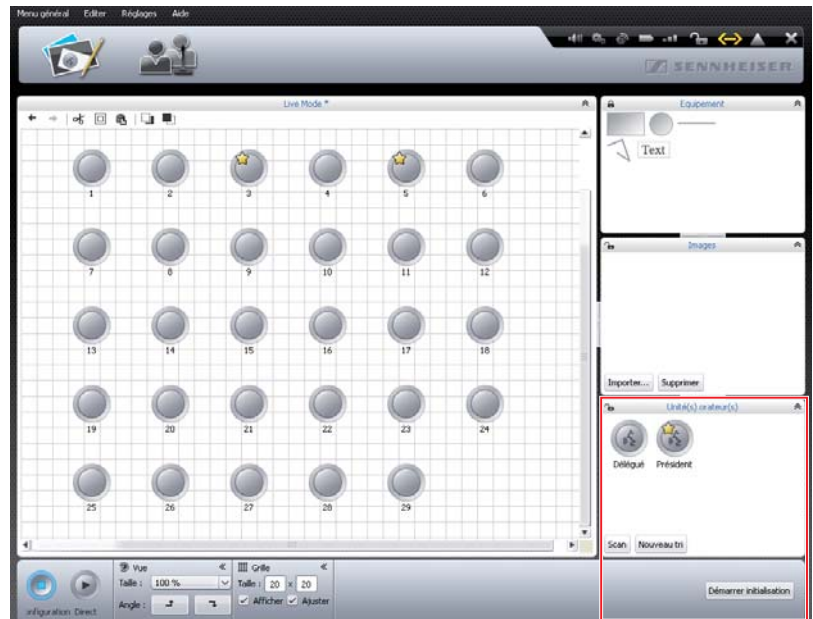 Menu général Editer Réglages Aide
SENNHEISER
Live Mode *
Equipement
Text
1 2 3 4 5 6
7 8 9 10 11 12
Images
13 14 15 16 17 18
Importer... Supprimer
19 20 21 22 23 24
Unité(s) orateur(s)
Délégué Président
25 26 27 28 29
Scan Nouveau tri
Vue
Grille
Taille : 100 %
Taille : 20 x 20
Angle :
Afficher Ajuster
nfiguration Direct
Démarrer initialisation